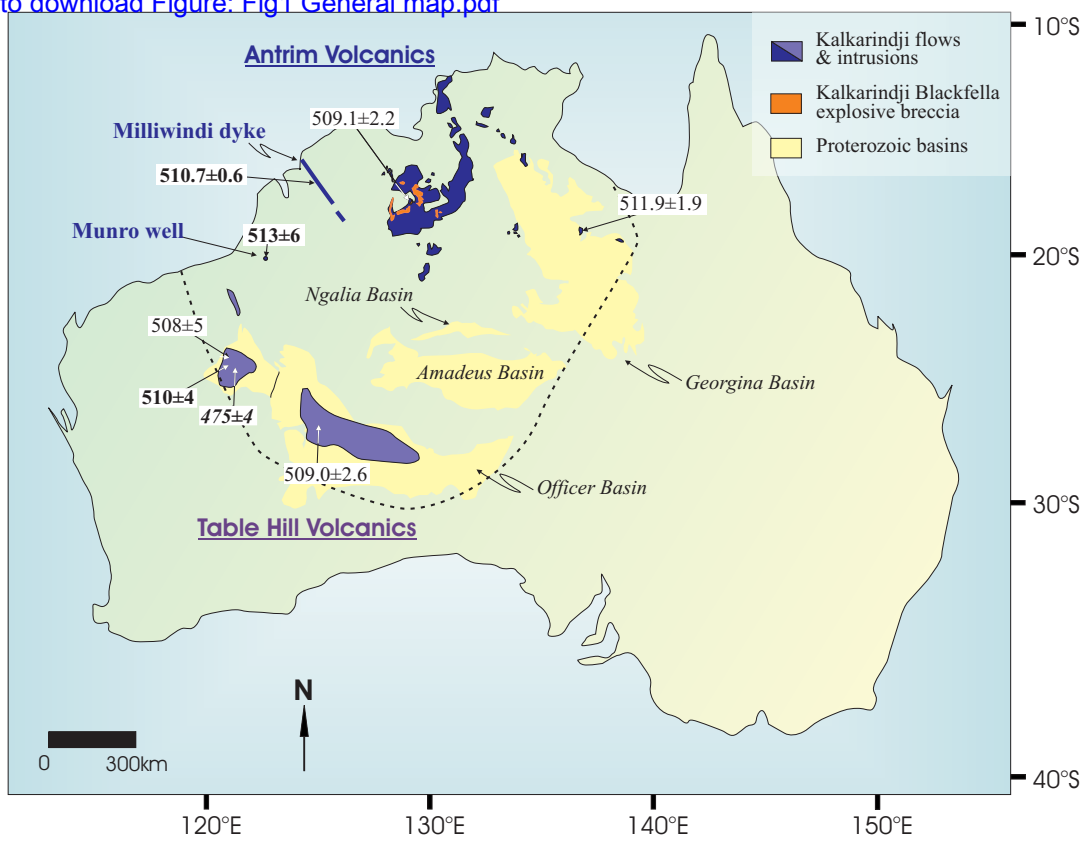 to download Figure: Fig1 General map.pdf
10°S
Antrim Volcanics
Kalkarindji flows
& intrusions
Kalkarindji Blackfella
explosive breccia
Proterozoic basins
509.1±2.2
Milliwindi dyke
510.7±0.6
511.9±1.9
Munro well
513±6
20°S
Ngalia Basin
508±5
Amadeus Basin
Georgina Basin
510±4
475±4
509.0±2.6
Officer Basin
30°S
Table Hill Volcanics
N
0
300km
40°S
120°E
130°E
140°E
150°E